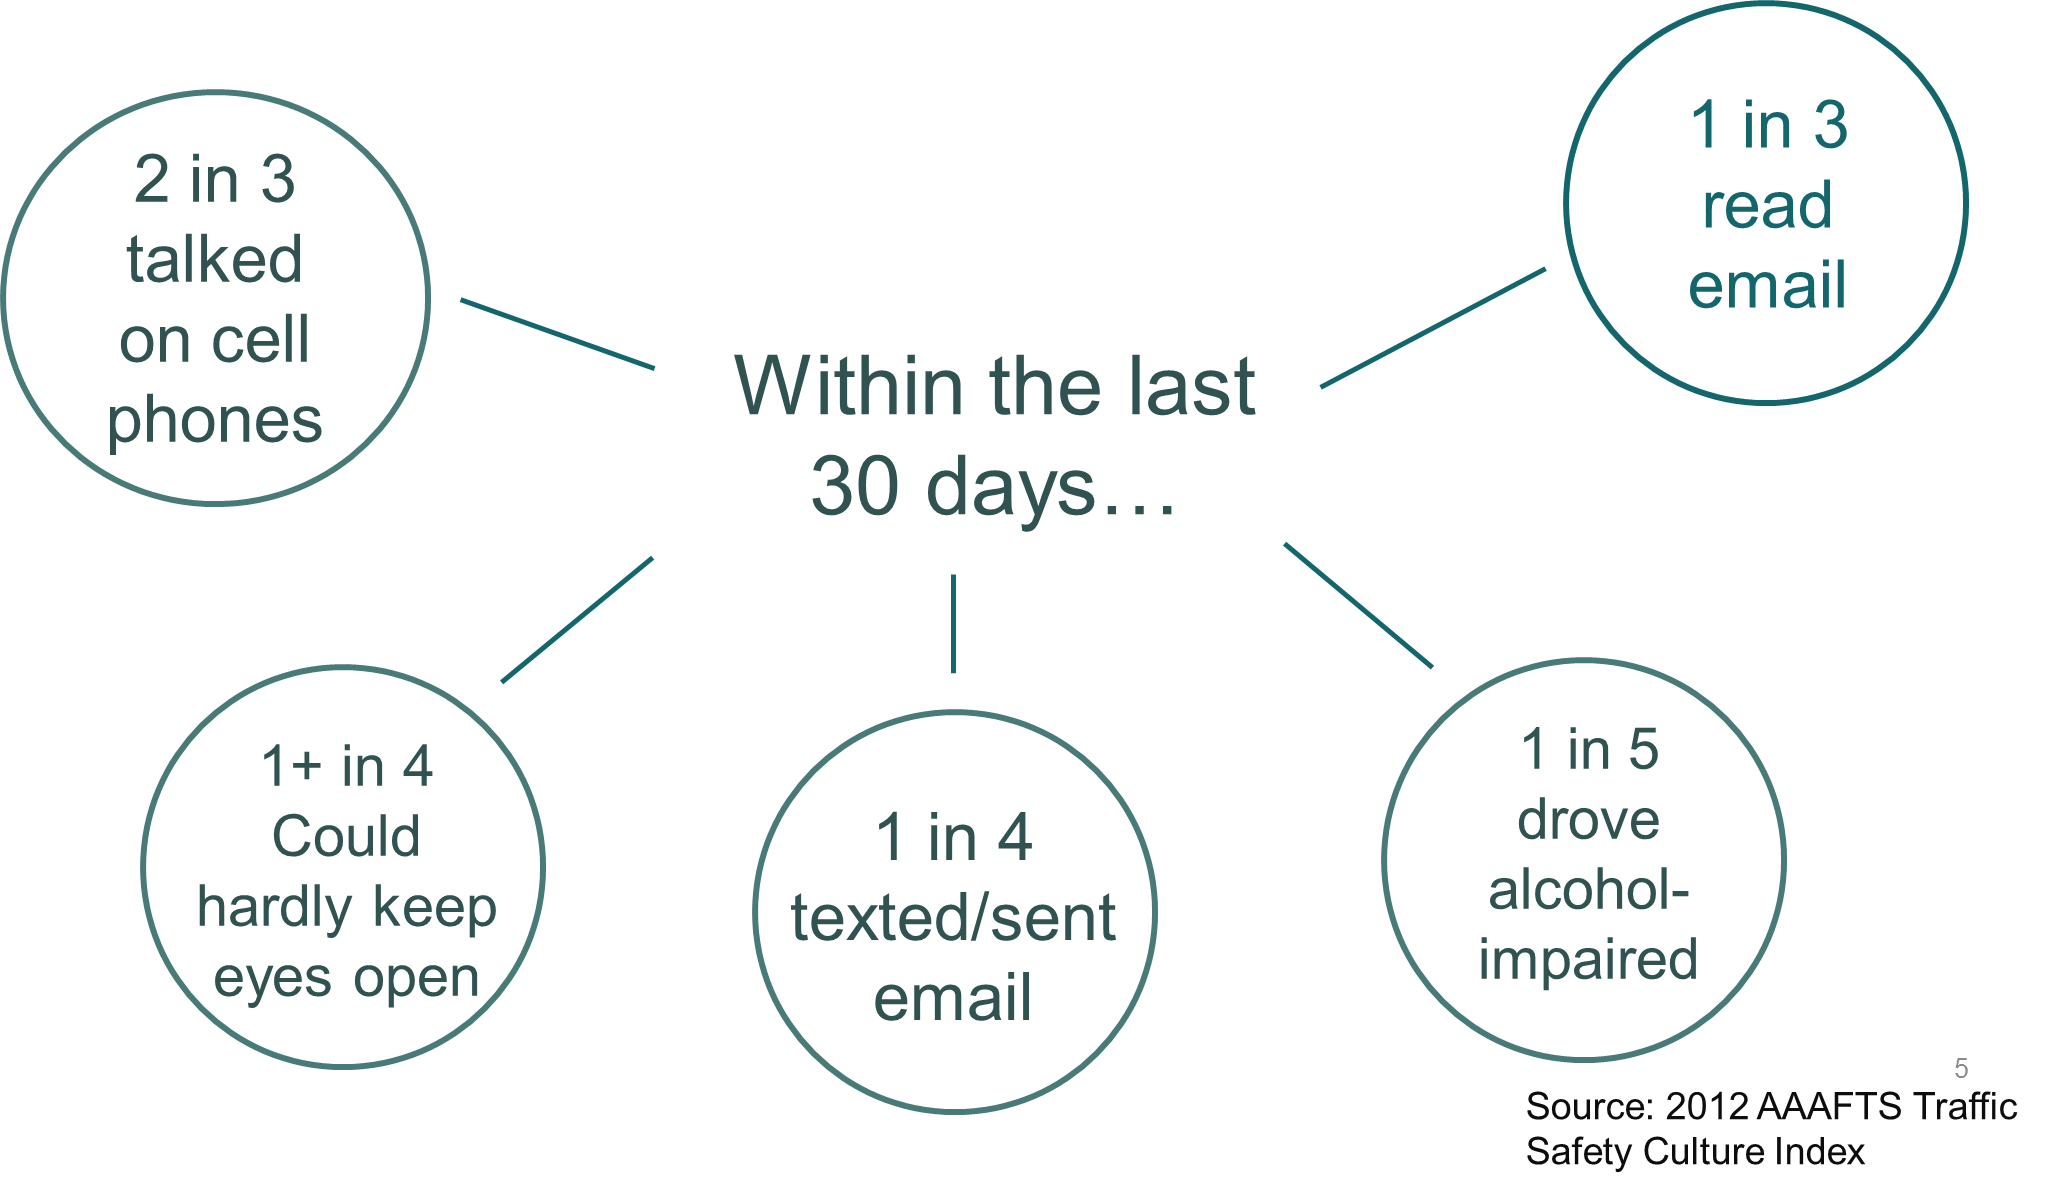 2 in 3
talked
on cell
phones
1 in 3
read
email
Within the last
30 days…
1+ in 4
Could
hardly keep
eyes open
1 in 4
texted/sent
email
1 in 5
drove
alcohol-
impaired
5
Source: 2012 AAAFTS Traffic
Safety Culture Index